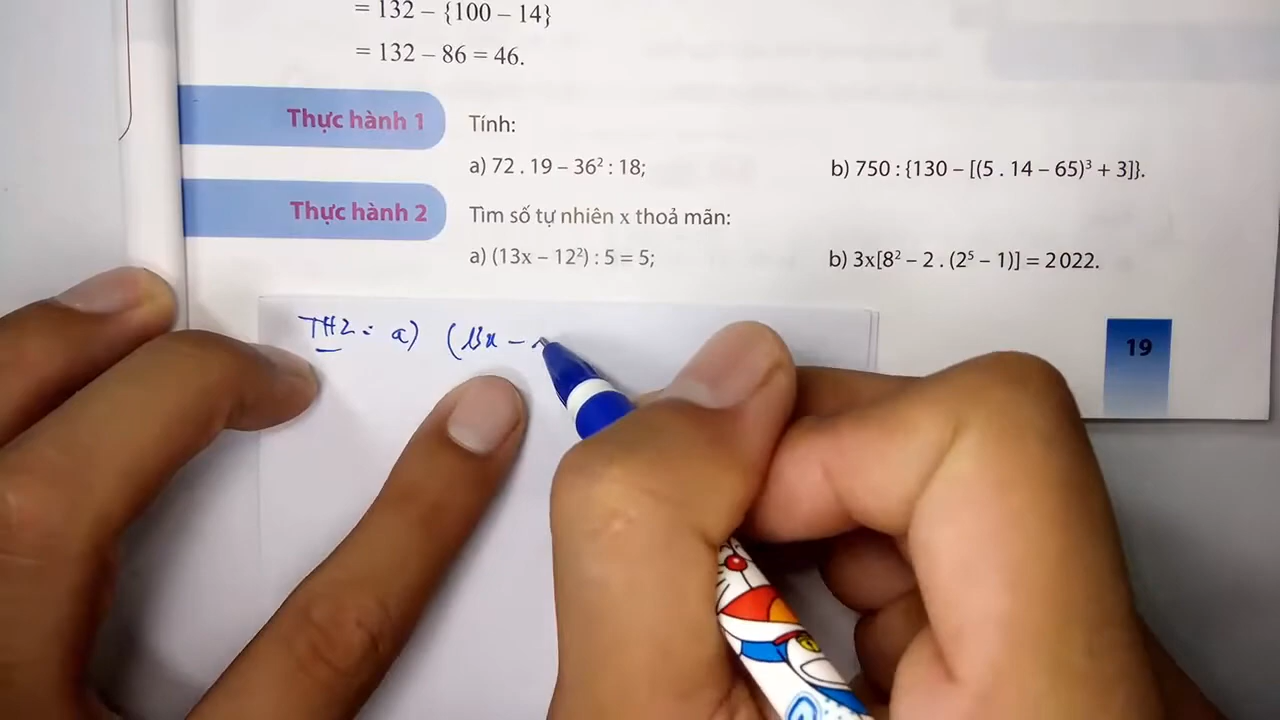 = 132 – {100 – 14}
= 132 – 86 = 46.
Thực hành 1
Tính:
a) 72 . 19 – 36² : 18;
b) 750 : {130 – [(5 . 14 – 65)³ + 3]}.
Thực hành 2
Tìm số tự nhiên x thoả mãn:
a) (13x – 12²) : 5 = 5;
b) 3x[8² – 2 . (2⁵ – 1)] = 2022.
TH2: a) (13x –
19